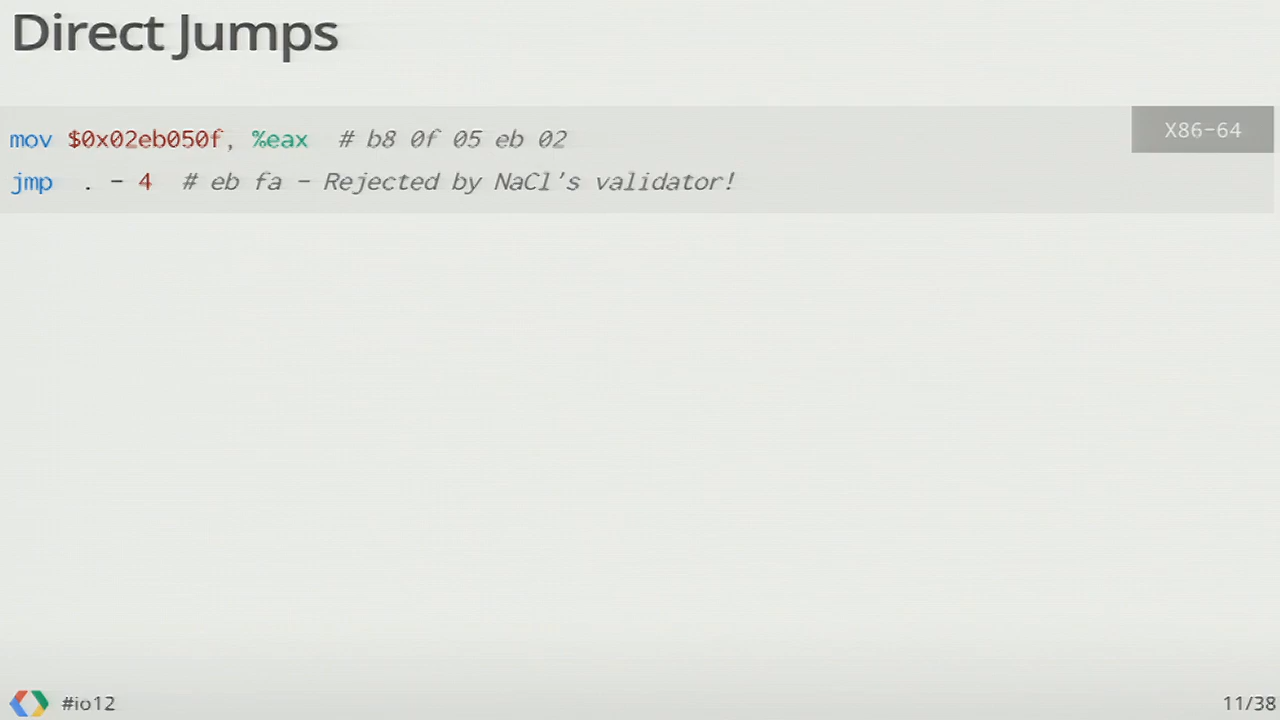 Direct Jumps
X86-64
mov $0x02eb050f, %eax # b8 0f 05 eb 02
jmp . - 4 # eb fa - Rejected by NaCl's validator!
#io12
11/38